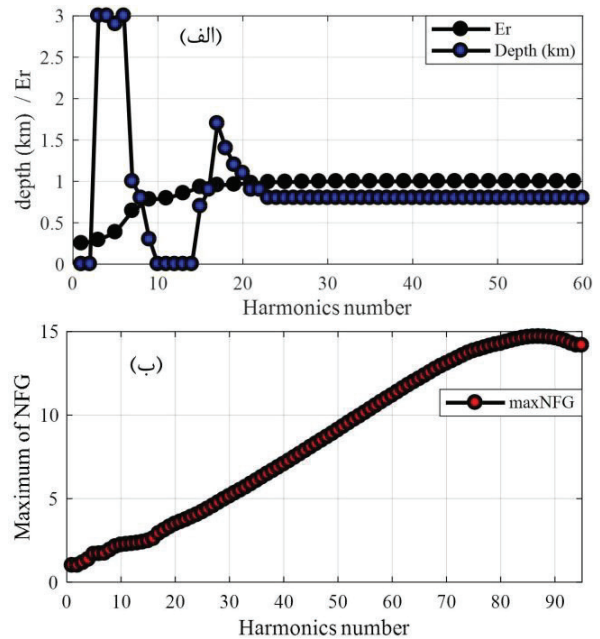 3
2.5
2
1.5
1
0.5
0
depth (km) / Er
(الف)
Er
Depth (km)
0 10 20 30 40 50 60
Harmonics number
15
10
5
0
Maximum of NFG
(ب)
maxNFG
0 10 20 30 40 50 60 70 80 90
Harmonics number